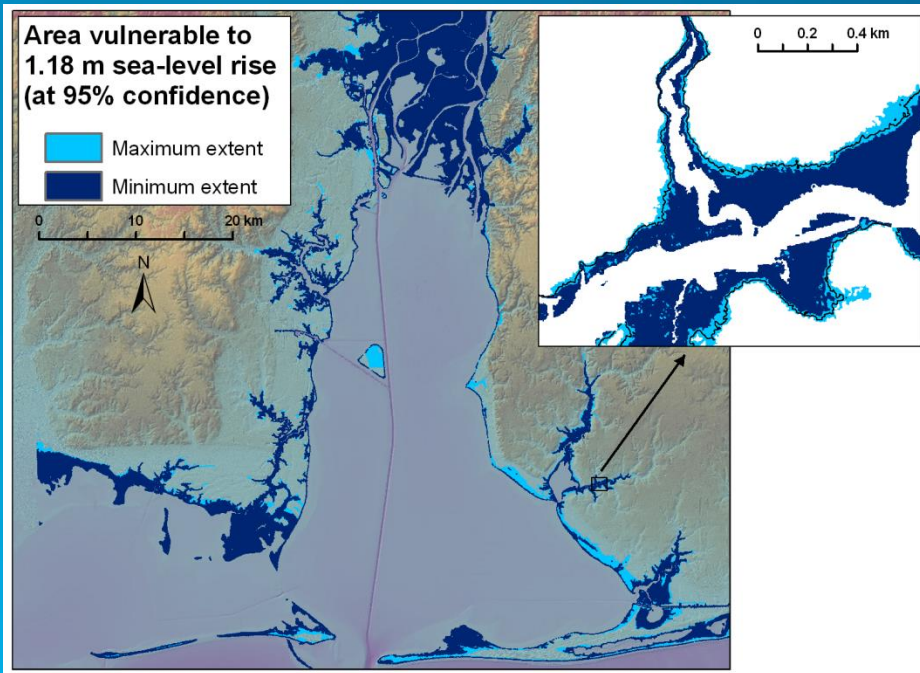 Area vulnerable to
1.18 m sea-level rise
(at 95% confidence)
Maximum extent
Minimum extent
0 10 20 km
N
0 0.2 0.4 km